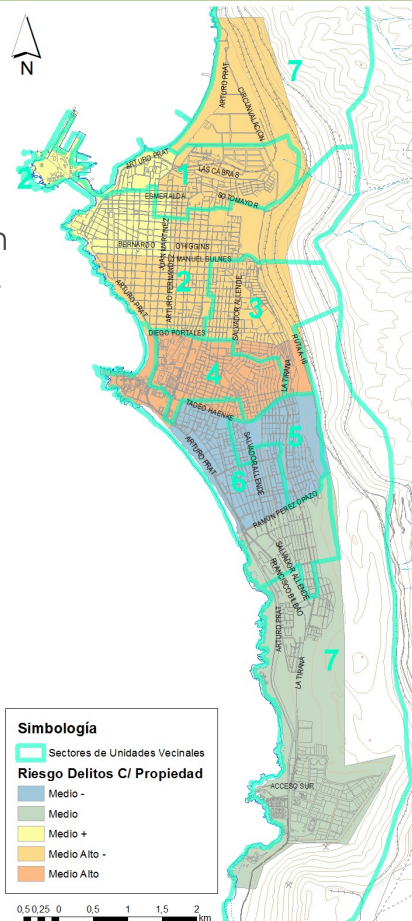 N
7
ARTURO PRAT
CIRCUNVALACION
2
ARTURO PRAT
1
LAS CABRAS
ESMERALDA
SOTOMAYOR
n
BERNARDO O'HIGGINS
JUAN MARTINEZ
MANUEL BULNES
2
ARTURO FERNANDEZ
ARTURO PRAT
SALVADOR ALLENDE
3
DIEGO PORTALES
RUTA A-16
4
LA TIRANA
TADEO HAENKE
ARTURO PRAT
SALVADOR ALLENDE
5
6
RAMON PEREZ OPAZO
SALVADOR ALLENDE
FRANCISCO BILBAO
ARTURO PRAT
LA TIRANA
7
ACCESO SUR
Simbología
Sectores de Unidades Vecinales
Riesgo Delitos C/ Propiedad
Medio -
Medio
Medio +
Medio Alto -
Medio Alto
0,5 0,25 0 0,5 1 1,5 2
km